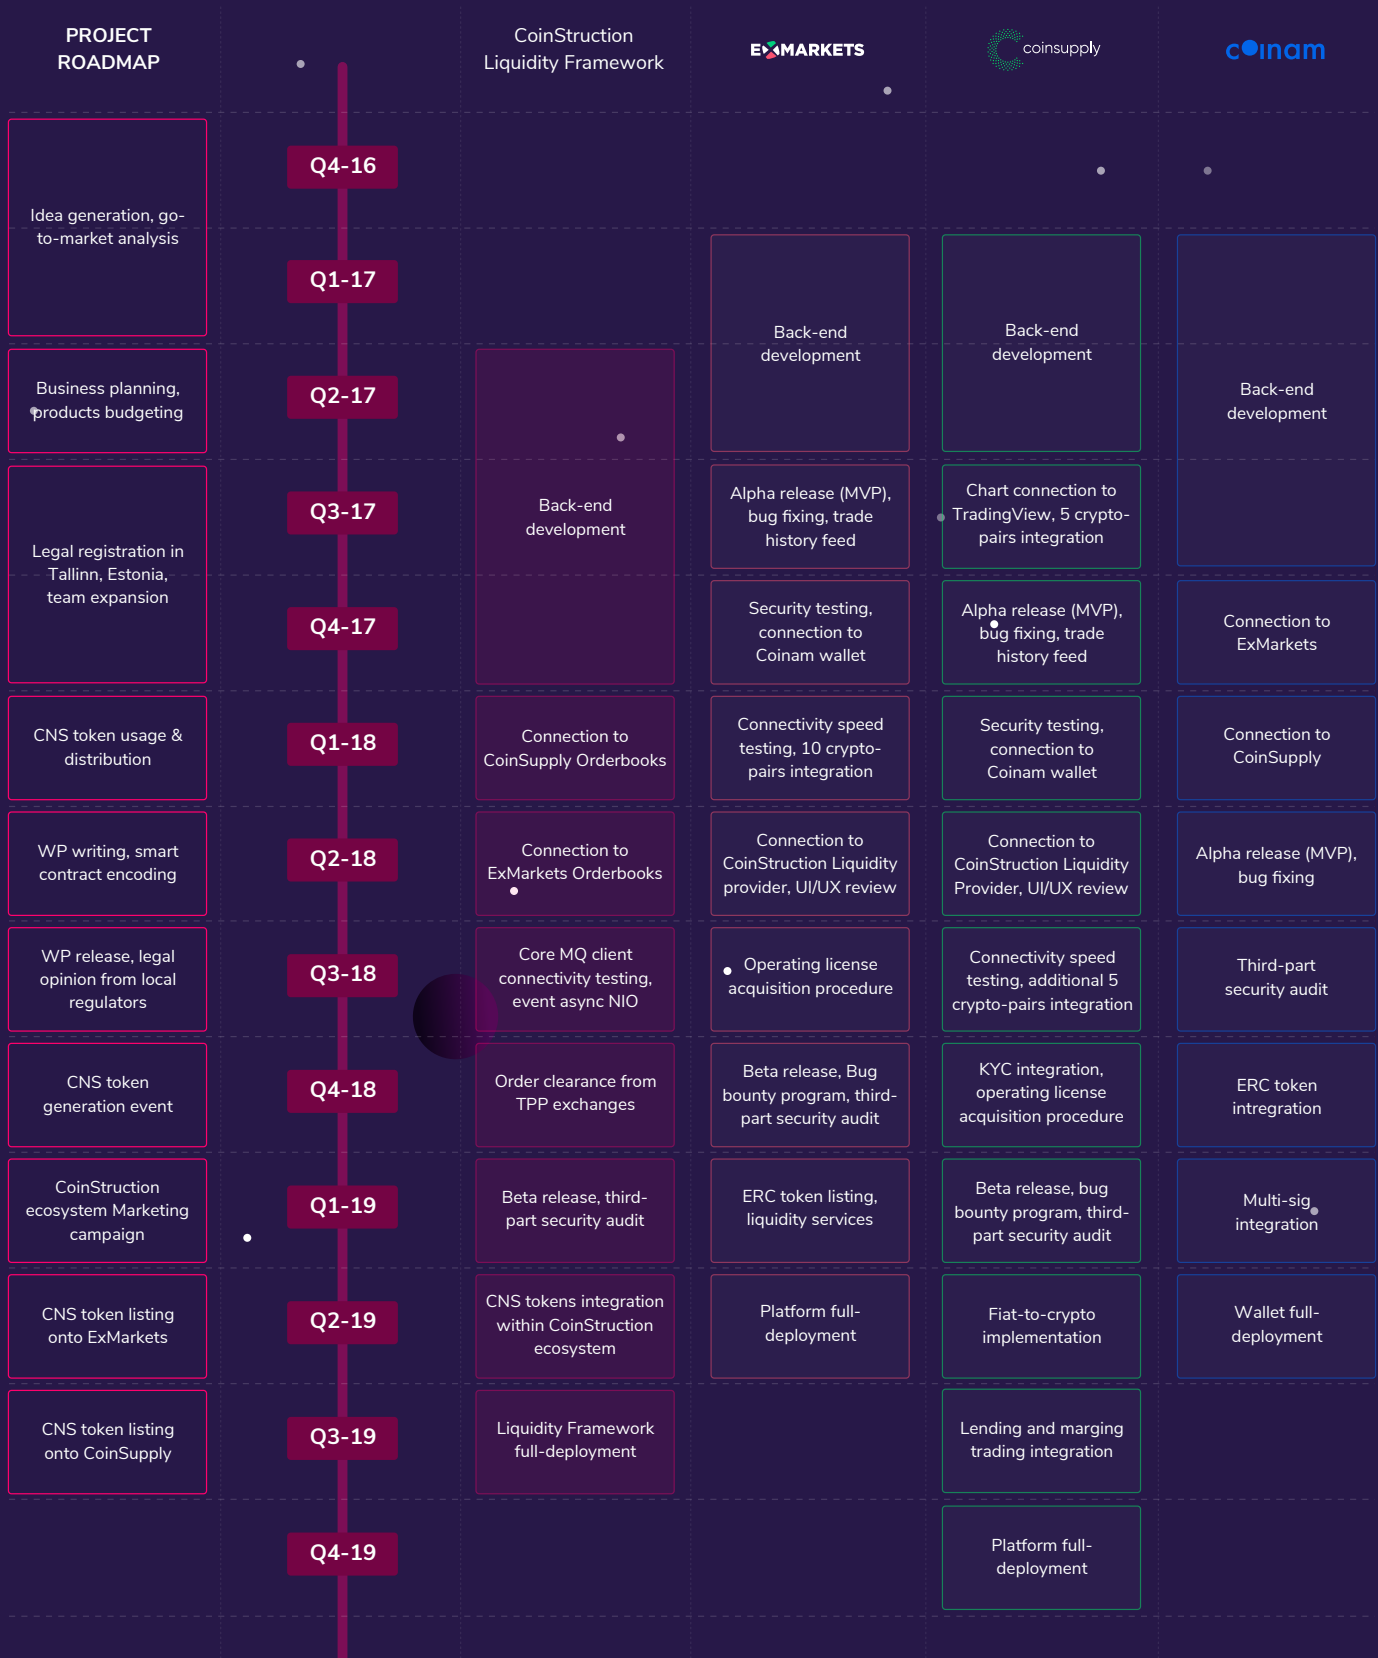 PROJECT
ROADMAP
CoinStruction
Liquidity Framework
EXMARKETS
coinsupply
coinam
Q4-16
Idea generation, go-
to-market analysis
Q1-17
Back-end
development
Back-end
development
Back-end
development
Business planning,
products budgeting
Q2-17
Back-end
development
Legal registration in
Tallinn, Estonia,
team expansion
Q3-17
Alpha release (MVP),
bug fixing, trade
history feed
Chart connection to
TradingView, 5 crypto-
pairs integration
Q4-17
Security testing,
connection to
Coinam wallet
Alpha release (MVP),
bug fixing, trade
history feed
Connection to
ExMarkets
CNS token usage &
distribution
Q1-18
Connection to
CoinSupply Orderbooks
Connectivity speed
testing, 10 crypto-
pairs integration
Security testing,
connection to
Coinam wallet
Connection to
CoinSupply
WP writing, smart
contract encoding
Q2-18
Connection to
ExMarkets Orderbooks
Connection to
CoinStruction Liquidity
provider, UI/UX review
Connection to
CoinStruction Liquidity
Provider, UI/UX review
Alpha release (MVP),
bug fixing
WP release, legal
opinion from local
regulators
Q3-18
Core MQ client
connectivity testing,
event async NIO
Operating license
acquisition procedure
Connectivity speed
testing, additional 5
crypto-pairs integration
Third-part
security audit
CNS token
generation event
Q4-18
Order clearance from
TPP exchanges
Beta release, Bug
bounty program, third-
part security audit
KYC integration,
operating license
acquisition procedure
ERC token
intregration
CoinStruction
ecosystem Marketing
campaign
Q1-19
Beta release, third-
part security audit
ERC token listing,
liquidity services
Beta release, bug
bounty program, third-
part security audit
Multi-sig
integration
CNS token listing
onto ExMarkets
Q2-19
CNS tokens integration
within CoinStruction
ecosystem
Platform full-
deployment
Fiat-to-crypto
implementation
Wallet full-
deployment
CNS token listing
onto CoinSupply
Q3-19
Liquidity Framework
full-deployment
Lending and marging
trading integration
Q4-19
Platform full-
deployment